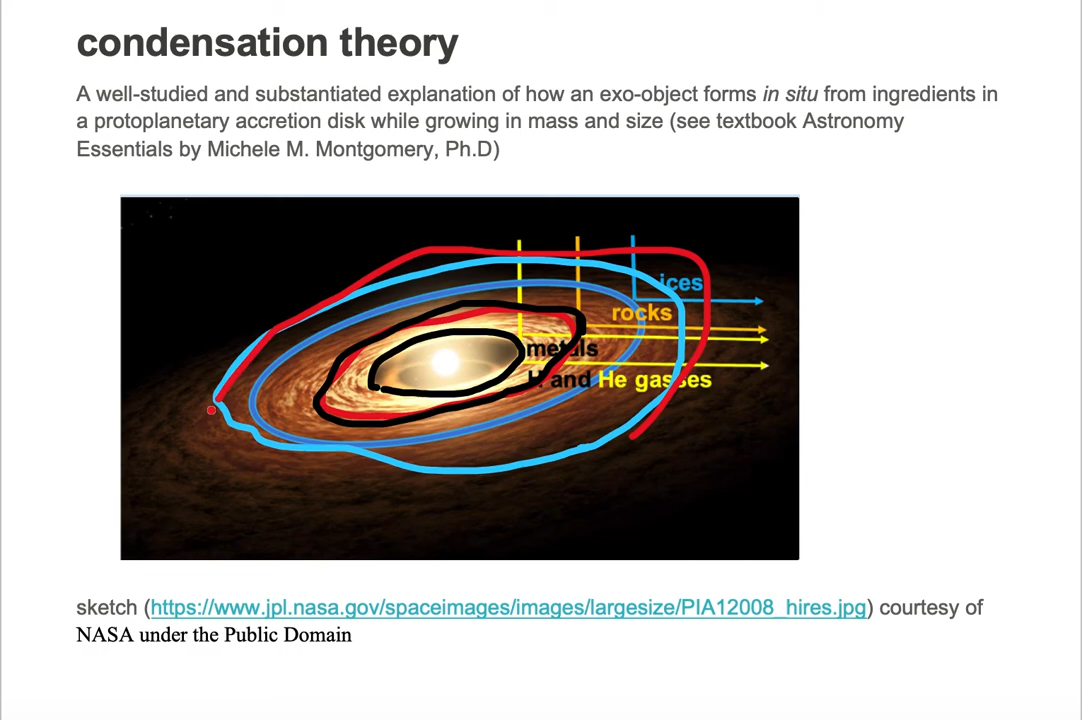 condensation theory
A well-studied and substantiated explanation of how an exo-object forms in situ from ingredients in
a protoplanetary accretion disk while growing in mass and size (see textbook Astronomy
Essentials by Michele M. Montgomery, Ph.D)
ices
rocks
metals
H and He gasses
sketch (https://www.jpl.nasa.gov/spaceimages/images/largesize/PIA12008_hires.jpg) courtesy of
NASA under the Public Domain